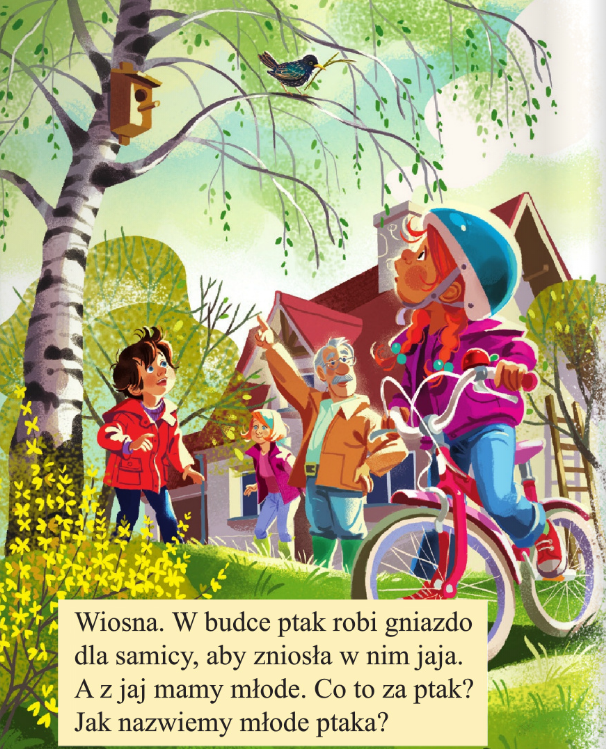 Wiosna. W budce ptak robi gniazdo
dla samicy, aby zniosła w nim jaja.
A z jaj mamy młode. Co to za ptak?
Jak nazwiemy młode ptaka?